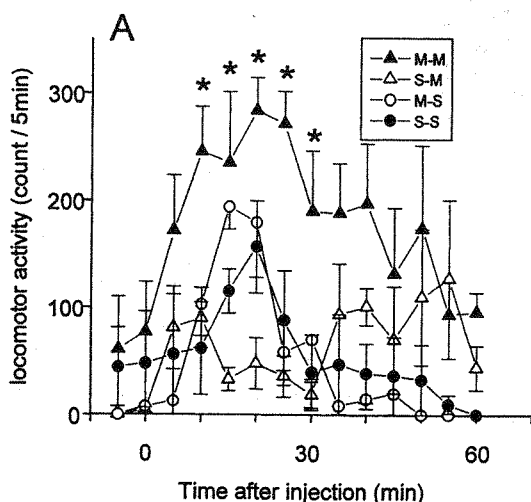 A
* * * * *
M-M
S-M
M-S
S-S
locomotor activity (count / 5min)
300
200
100
0
0 30 60
Time after injection (min)